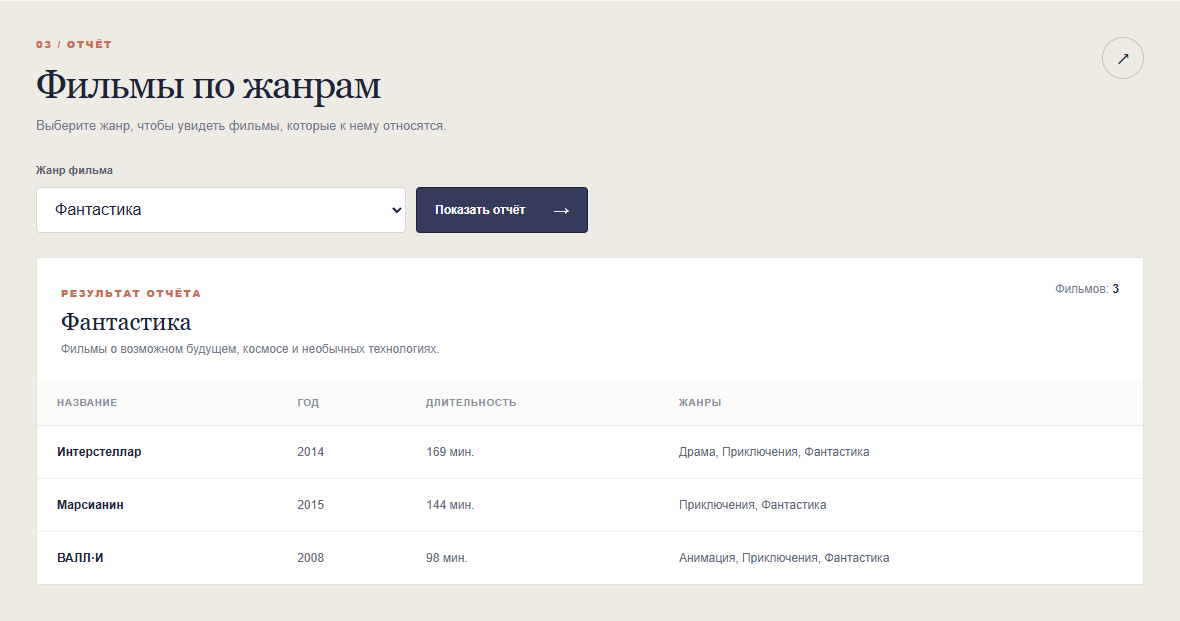 03 / ОТЧЁТ
Фильмы по жанрам
Выберите жанр, чтобы увидеть фильмы, которые к нему относятся.
↗
Жанр фильма
Фантастика
Показать отчёт →
РЕЗУЛЬТАТ ОТЧЁТА
Фильмов: 3
Фантастика
Фильмы о возможном будущем, космосе и необычных технологиях.
НАЗВАНИЕ ГОД ДЛИТЕЛЬНОСТЬ ЖАНРЫ
Интерстеллар 2014 169 мин. Драма, Приключения, Фантастика
Марсианин 2015 144 мин. Приключения, Фантастика
ВАЛЛ·И 2008 98 мин. Анимация, Приключения, Фантастика